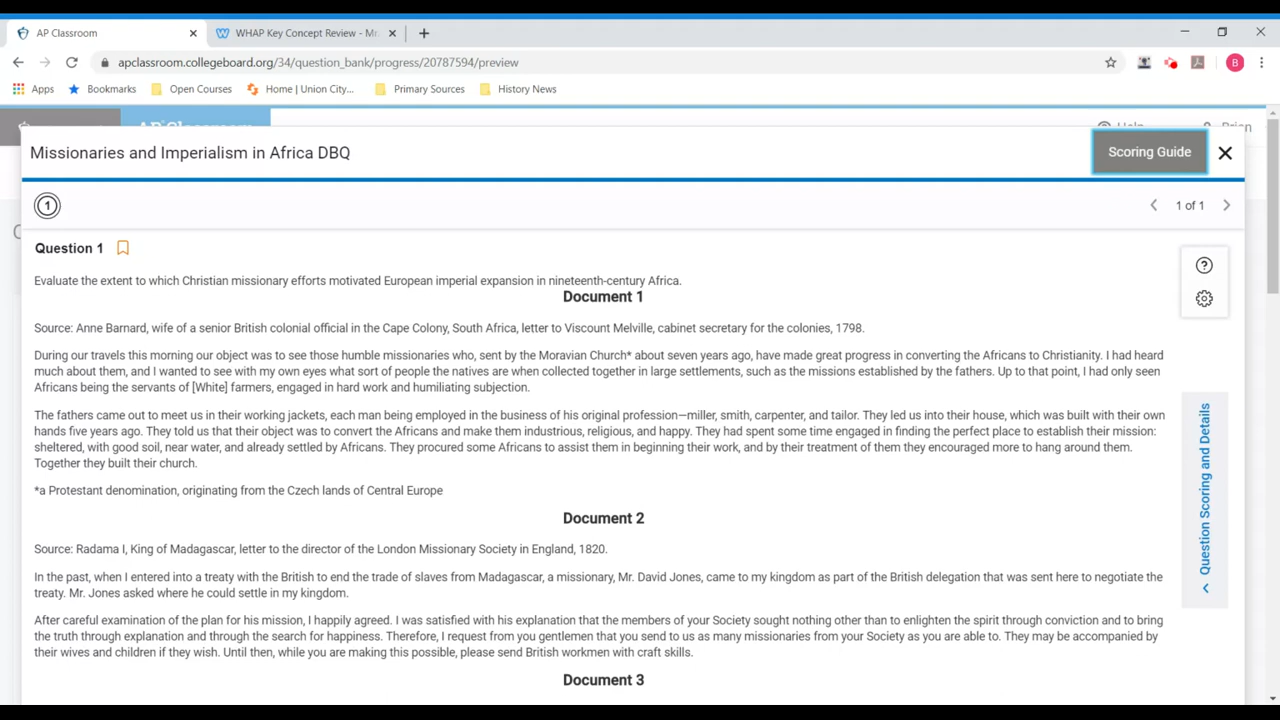 AP Classroom
WHAP Key Concept Review - Mr.
apclassroom.collegeboard.org/34/question_bank/progress/20787594/preview
B
Apps
Bookmarks
Open Courses
Home | Union City...
Primary Sources
History News
AP Classroom
Help
Brian
Missionaries and Imperialism in Africa DBQ
Scoring Guide
1
1 of 1
Question 1
Evaluate the extent to which Christian missionary efforts motivated European imperial expansion in nineteenth-century Africa.
Document 1
Source: Anne Barnard, wife of a senior British colonial official in the Cape Colony, South Africa, letter to Viscount Melville, cabinet secretary for the colonies, 1798.
During our travels this morning our object was to see those humble missionaries who, sent by the Moravian Church* about seven years ago, have made great progress in converting the Africans to Christianity. I had heard
much about them, and I wanted to see with my own eyes what sort of people the natives are when collected together in large settlements, such as the missions established by the fathers. Up to that point, I had only seen
Africans being the servants of [White] farmers, engaged in hard work and humiliating subjection.
The fathers came out to meet us in their working jackets, each man being employed in the business of his original profession—miller, smith, carpenter, and tailor. They led us into their house, which was built with their own
hands five years ago. They told us that their object was to convert the Africans and make them industrious, religious, and happy. They had spent some time engaged in finding the perfect place to establish their mission:
sheltered, with good soil, near water, and already settled by Africans. They procured some Africans to assist them in beginning their work, and by their treatment of them they encouraged more to hang around them.
Together they built their church.
*a Protestant denomination, originating from the Czech lands of Central Europe
Document 2
Source: Radama I, King of Madagascar, letter to the director of the London Missionary Society in England, 1820.
In the past, when I entered into a treaty with the British to end the trade of slaves from Madagascar, a missionary, Mr. David Jones, came to my kingdom as part of the British delegation that was sent here to negotiate the
treaty. Mr. Jones asked where he could settle in my kingdom.
After careful examination of the plan for his mission, I happily agreed. I was satisfied with his explanation that the members of your Society sought nothing other than to enlighten the spirit through conviction and to bring
the truth through explanation and through the search for happiness. Therefore, I request from you gentlemen that you send to us as many missionaries from your Society as you are able to. They may be accompanied by
their wives and children if they wish. Until then, while you are making this possible, please send British workmen with craft skills.
Document 3
Question Scoring and Details